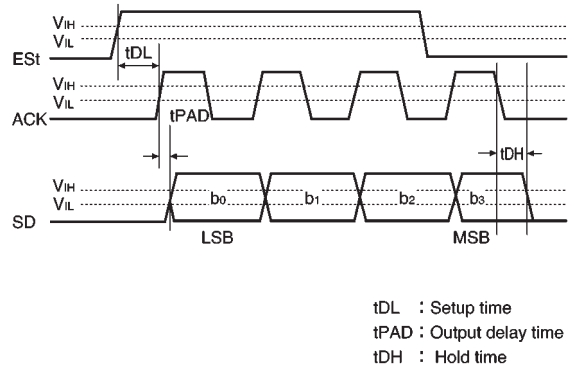 VIH
VIL
ESt
tDL
VIH
VIL
ACK
tPAD
tDH
VIH
VIL
SD
b0 b1 b2 b3
LSB MSB
tDL : Setup time
tPAD : Output delay time
tDH : Hold time